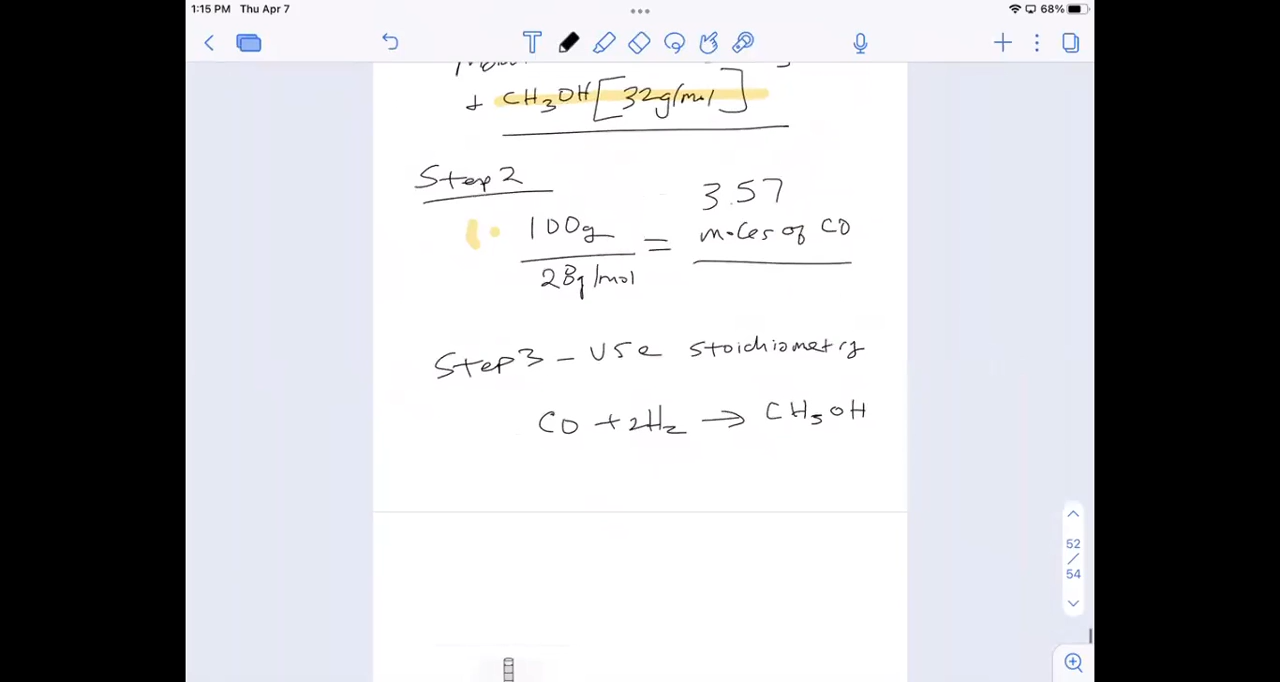 1:15 PM Thu Apr 7
68%
+ CH3OH [32g/mol]
Step 2
1. 100g = 3.57
28g/mol moles of CO
Step 3 - Use stoichiometry
CO + 2H2 → CH3OH
52
54